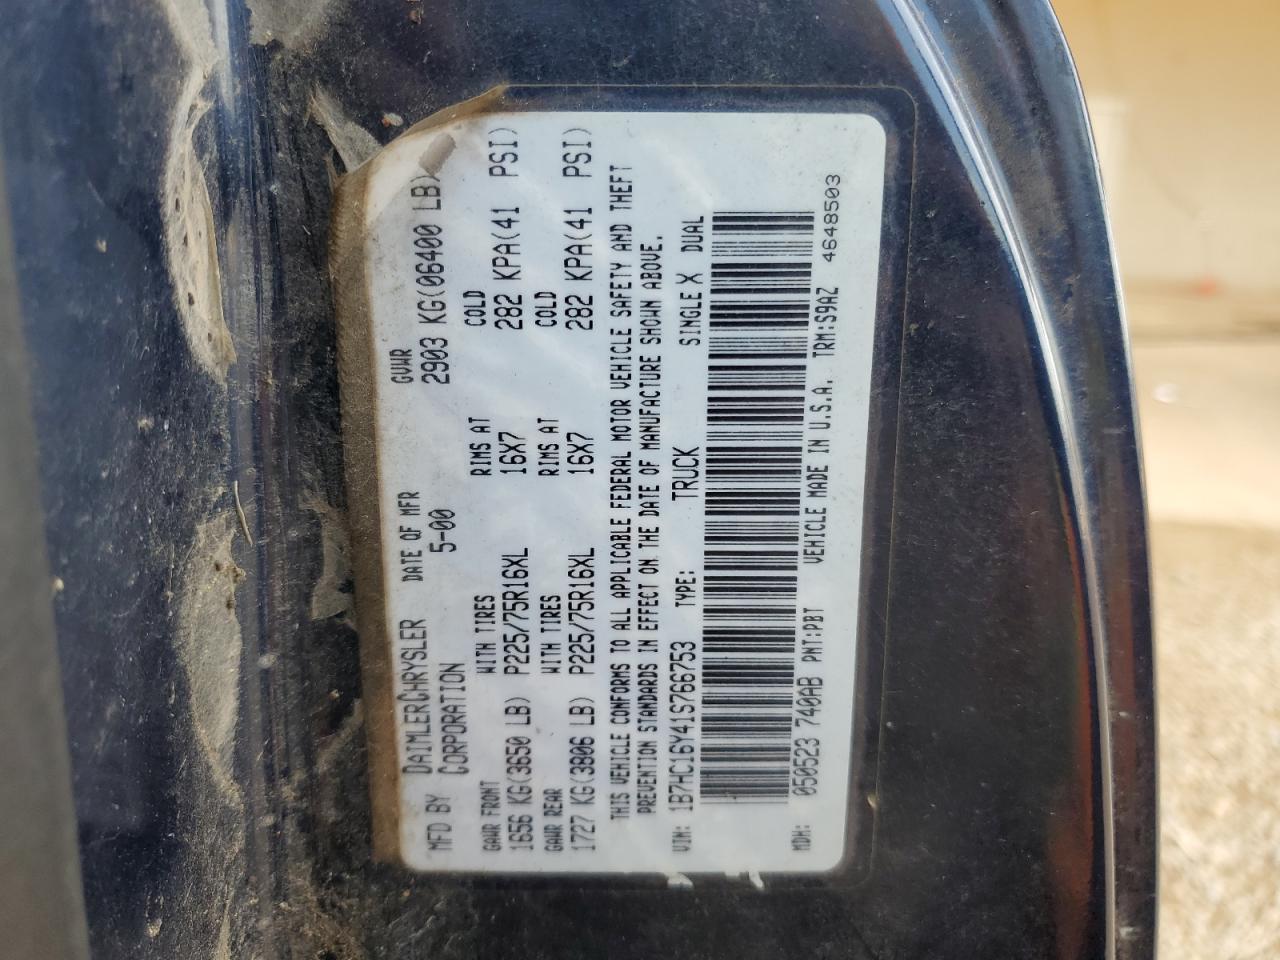 MFD BY DAIMLERCHRYSLER CORPORATION DATE OF MFR 5-00 GVWR 2903 KG(06400 LB)
GAWR FRONT WITH TIRES RIMS AT COLD
1656 KG(3650 LB) P225/75R16XL 16X7 282 KPA(41 PSI)
GAWR REAR WITH TIRES RIMS AT COLD
1727 KG(3806 LB) P225/75R16XL 16X7 282 KPA(41 PSI)
THIS VEHICLE CONFORMS TO ALL APPLICABLE FEDERAL MOTOR VEHICLE SAFETY AND THEFT
PREVENTION STANDARDS IN EFFECT ON THE DATE OF MANUFACTURE SHOWN ABOVE.
VIN: 1B7HC16Y41S766753 TYPE: TRUCK SINGLE X DUAL
MDH: 050523 740AB PNT:PBT VEHICLE MADE IN U.S.A. TRM:S9AZ 4648503